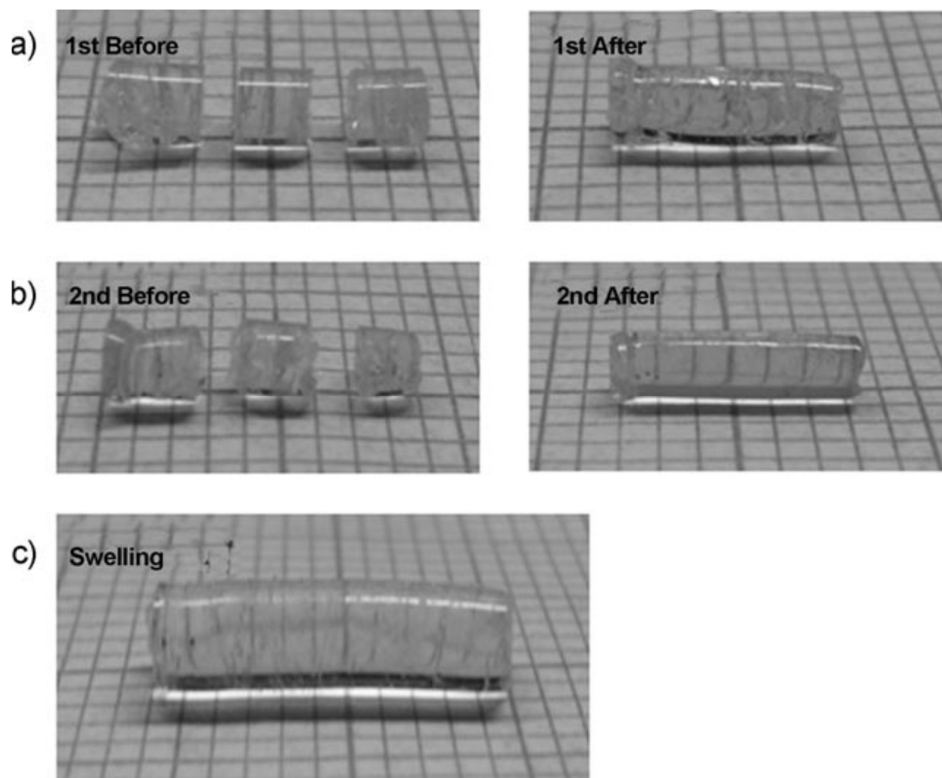 a)
1st Before
1st After
b)
2nd Before
2nd After
c)
Swelling